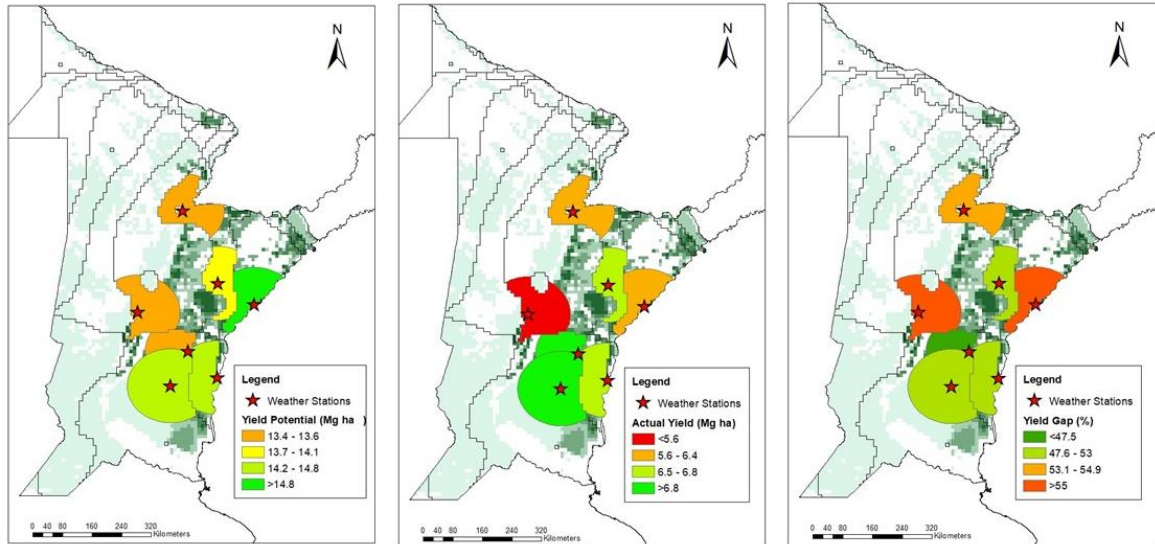 N
Legend
Weather Stations
Yield Potential (Mg ha )
13.4 - 13.6
13.7 - 14.1
14.2 - 14.8
>14.8
0 40 80 160 240 320
Kilometers
N
Legend
Weather Stations
Actual Yield (Mg ha)
<5.6
5.6 - 6.4
6.5 - 6.8
>6.8
0 40 80 160 240 320
Kilometers
N
Legend
Weather Stations
Yield Gap (%)
<47.5
47.6 - 53
53.1 - 54.9
>55
0 40 80 160 240 320
Kilometers